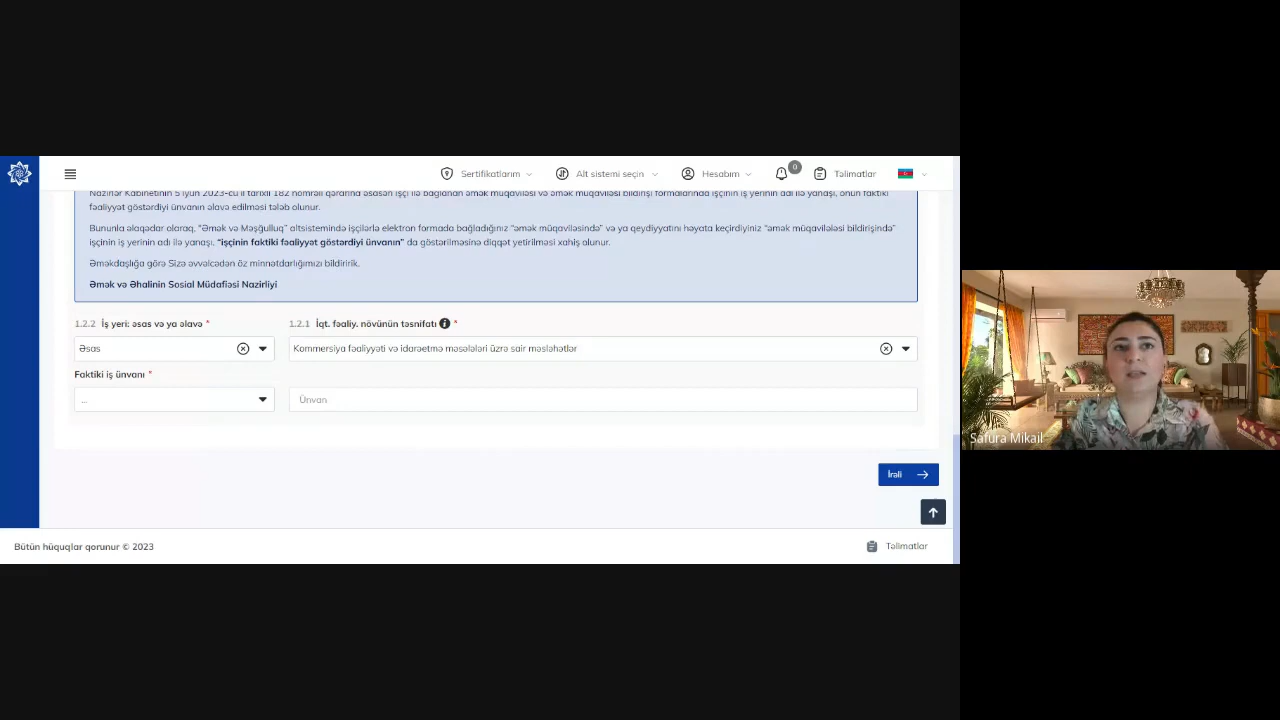 Sertifikatlarım
Alt sistemi seçin
Hesabım
0
Təlimatlar
Nazirlər Kabinetinin 5 iyun 2023-cü il tarixli 182 nömrəli qərarına əsasən işçi ilə bağlanan əmək müqaviləsi və əmək müqaviləsi bildirişi formalarında işçinin iş yerinin adı ilə yanaşı, onun faktiki
fəaliyyət göstərdiyi ünvanın əlavə edilməsi tələb olunur.
Bununla əlaqədar olaraq, "Əmək və Məşğulluq" altsistemində işçilərlə elektron formada bağladığınız "əmək müqaviləsində" və ya qeydiyyatını həyata keçirdiyiniz "əmək müqaviləsi bildirişində"
işçinin iş yerinin adı ilə yanaşı, "işçinin faktiki fəaliyyət göstərdiyi ünvanın" da göstərilməsinə diqqət yetirilməsi xahiş olunur.
Əməkdaşlığa görə Sizə əvvəlcədən öz minnətdarlığımızı bildiririk.
Əmək və Əhalinin Sosial Müdafiəsi Nazirliyi
1.2.2 İş yeri: əsas və ya əlavə *
1.2.1 İqt. fəaliy. növünün təsnifatı *
Əsas
Kommersiya fəaliyyəti və idarəetmə məsələləri üzrə sair məsləhətlər
Faktiki iş ünvanı *
...
Ünvan
İrəli
Bütün hüquqlar qorunur © 2023
Təlimatlar
Safura Mikail